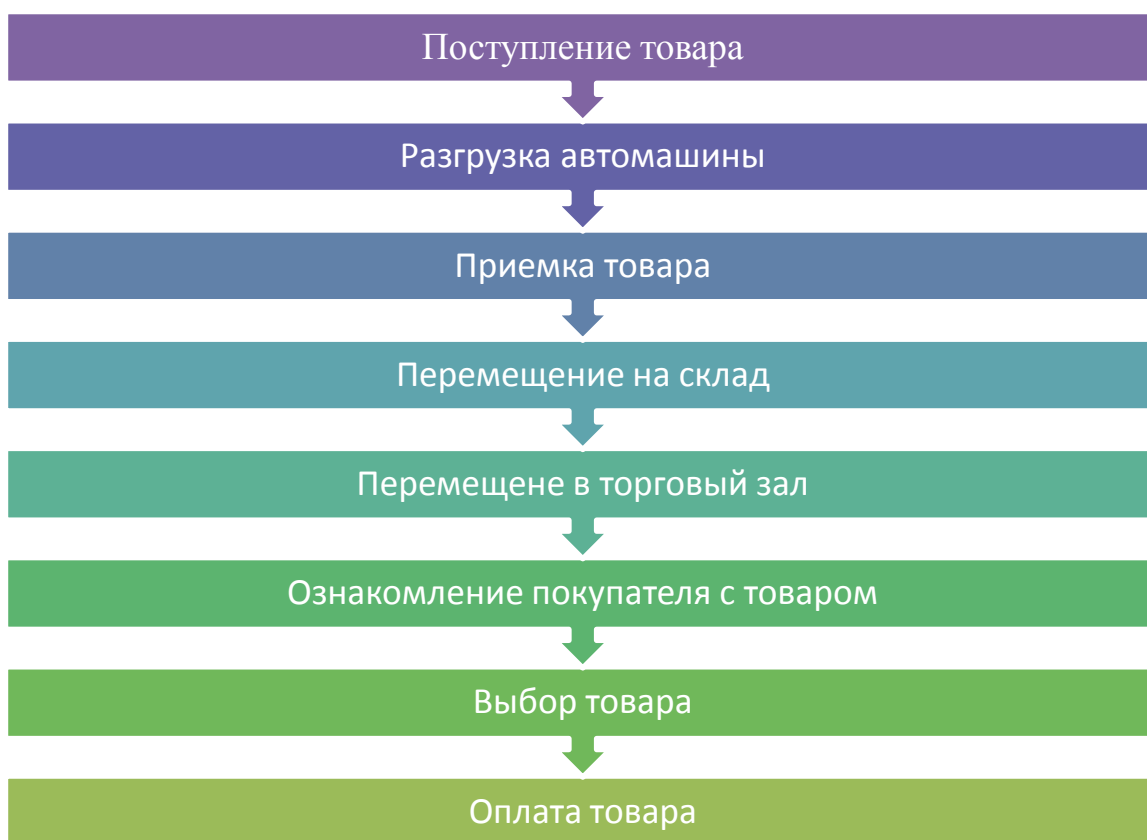 Поступление товара
Разгрузка автомашины
Приемка товара
Перемещение на склад
Перемещене в торговый зал
Ознакомление покупателя с товаром
Выбор товара
Оплата товара